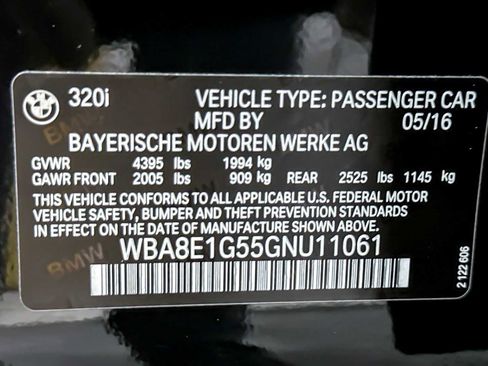 320i VEHICLE TYPE: PASSENGER CAR
MFD BY 05/16
BAYERISCHE MOTOREN WERKE AG
GVWR 4395 lbs 1994 kg
GAWR FRONT 2005 lbs 909 kg REAR 2525 lbs 1145 kg
THIS VEHICLE CONFORMS TO ALL APPLICABLE U.S. FEDERAL MOTOR
VEHICLE SAFETY, BUMPER AND THEFT PREVENTION STANDARDS
IN EFFECT ON THE DATE OF MANUFACTURE SHOWN ABOVE.
WBA8E1G55GNU11061
2 122 606
BMW
BMW
BMW